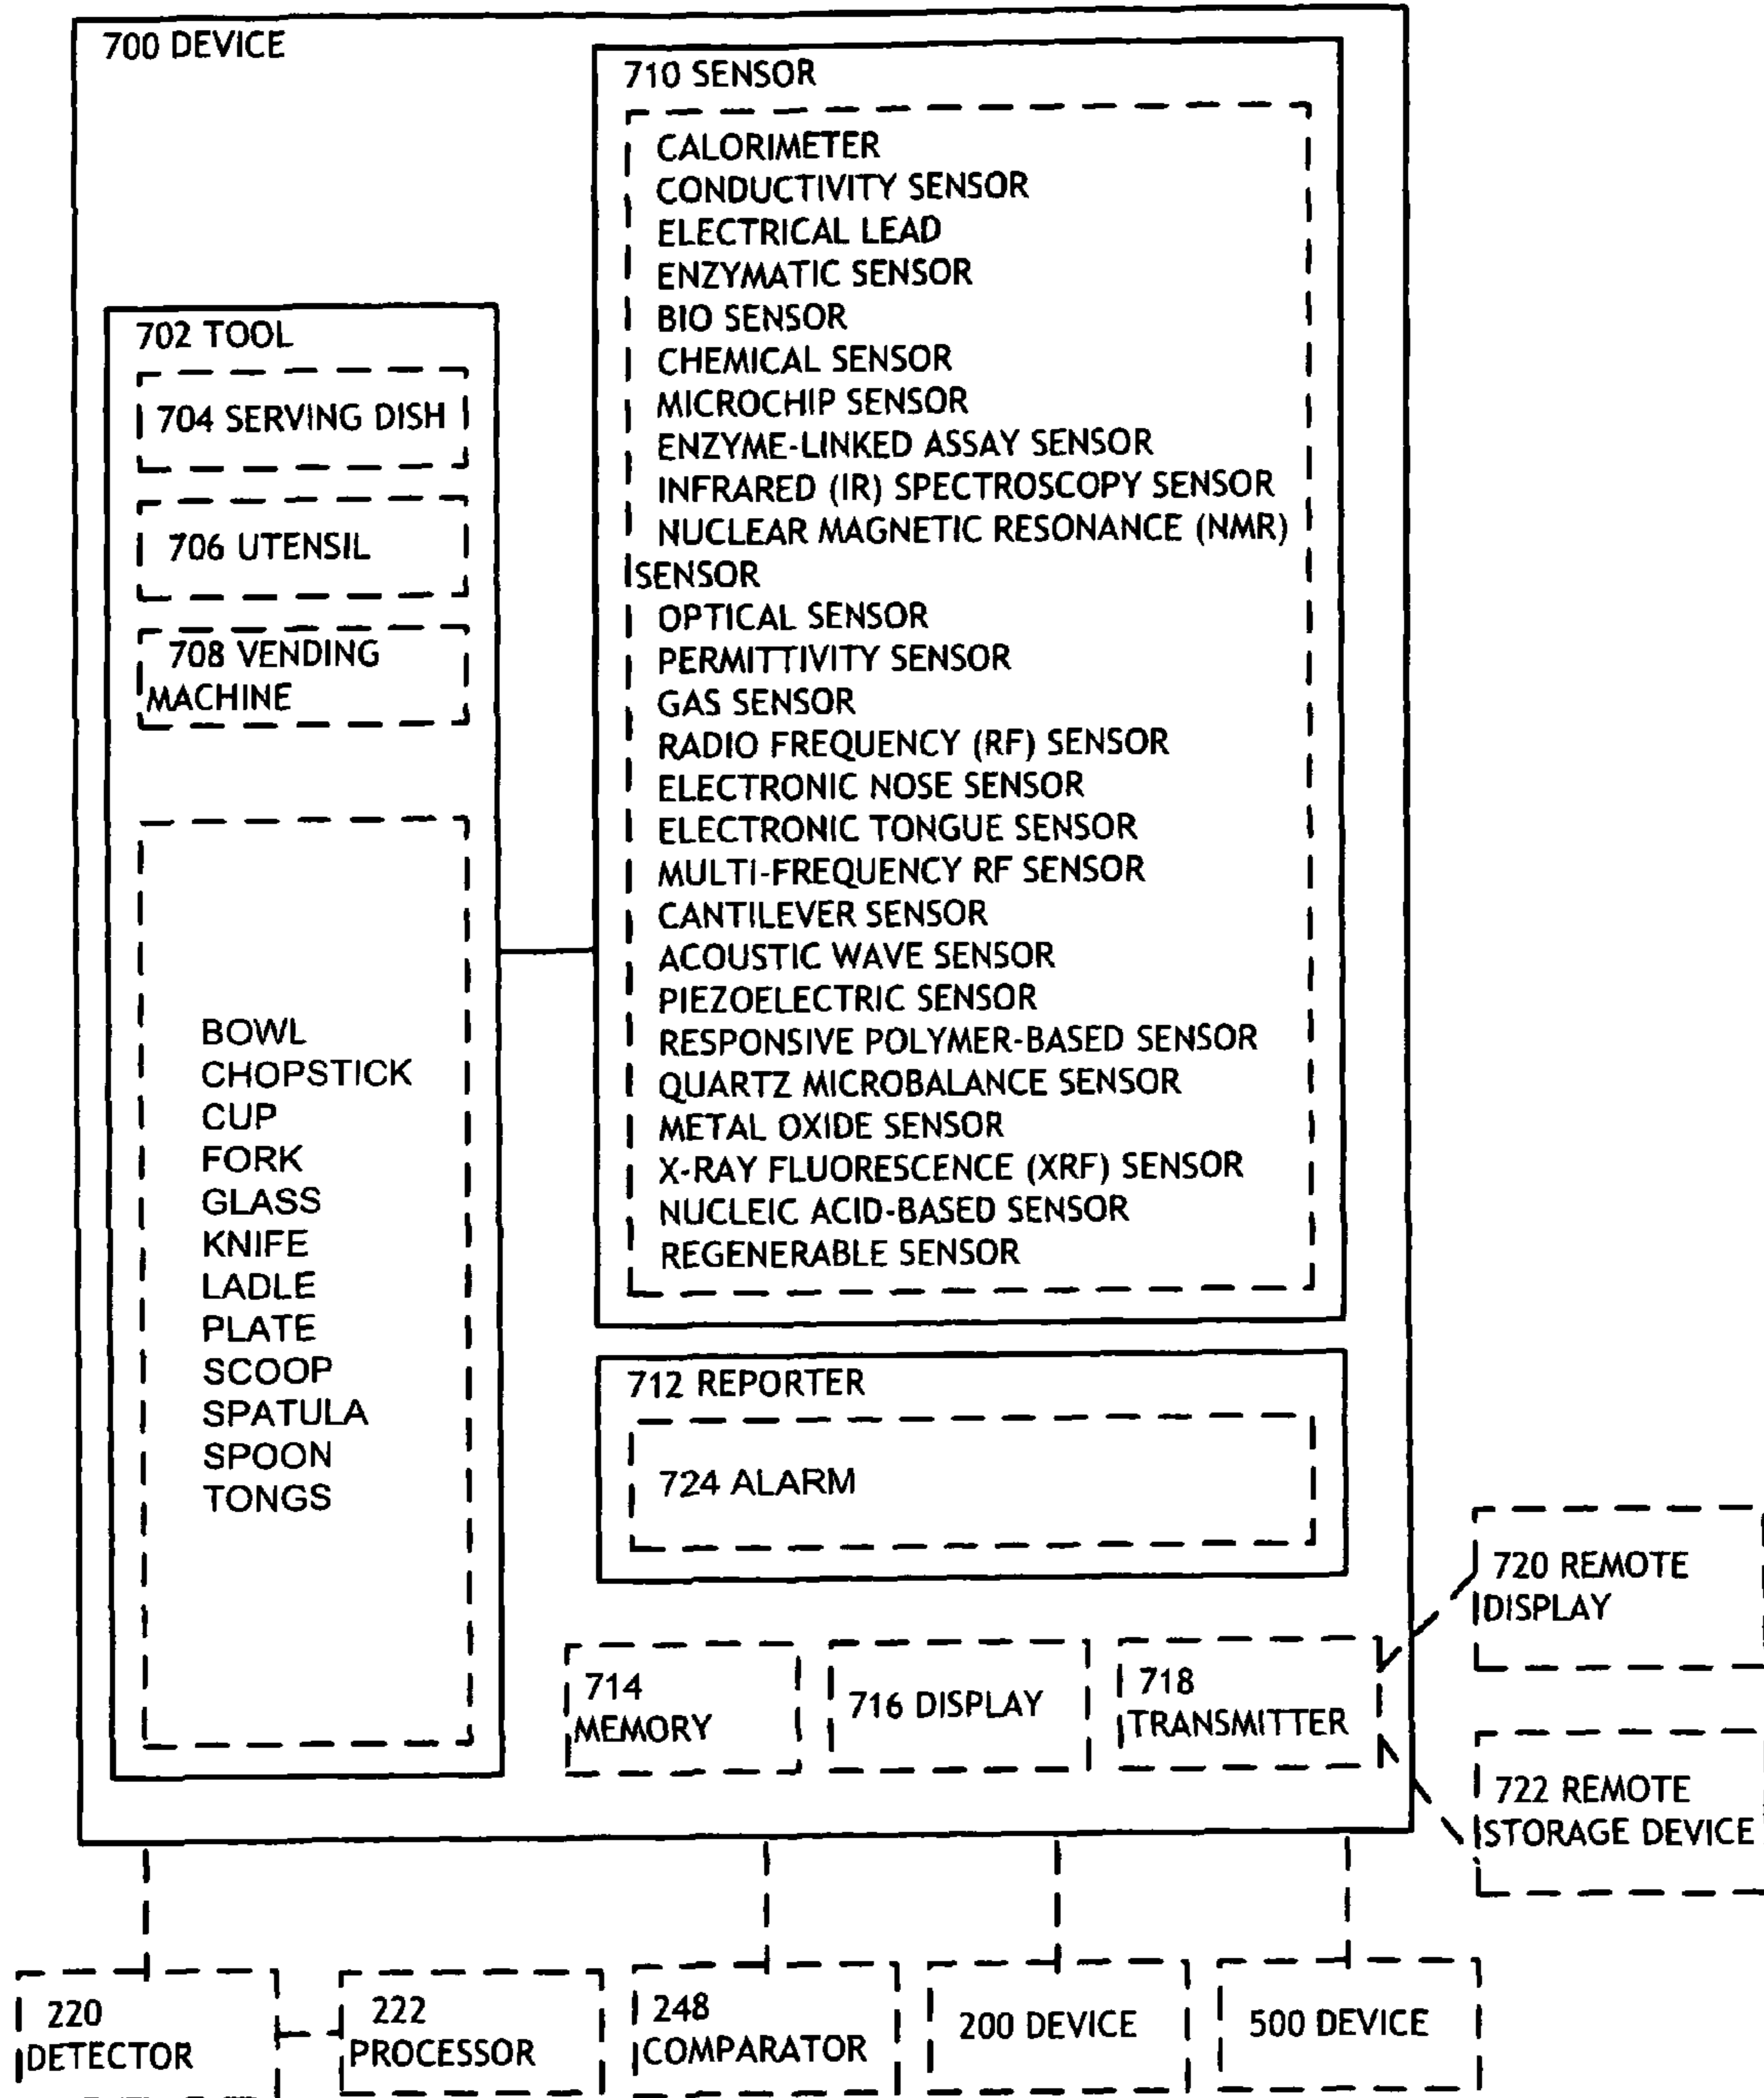 700 DEVICE
702 TOOL
704 SERVING DISH
706 UTENSIL
708 VENDING
MACHINE
BOWL
CHOPSTICK
CUP
FORK
GLASS
KNIFE
LADLE
PLATE
SCOOP
SPATULA
SPOON
TONGS
710 SENSOR
CALORIMETER
CONDUCTIVITY SENSOR
ELECTRICAL LEAD
ENZYMATIC SENSOR
BIO SENSOR
CHEMICAL SENSOR
MICROCHIP SENSOR
ENZYME-LINKED ASSAY SENSOR
INFRARED (IR) SPECTROSCOPY SENSOR
NUCLEAR MAGNETIC RESONANCE (NMR)
SENSOR
OPTICAL SENSOR
PERMITTIVITY SENSOR
GAS SENSOR
RADIO FREQUENCY (RF) SENSOR
ELECTRONIC NOSE SENSOR
ELECTRONIC TONGUE SENSOR
MULTI-FREQUENCY RF SENSOR
CANTILEVER SENSOR
ACOUSTIC WAVE SENSOR
PIEZOELECTRIC SENSOR
RESPONSIVE POLYMER-BASED SENSOR
QUARTZ MICROBALANCE SENSOR
METAL OXIDE SENSOR
X-RAY FLUORESCENCE (XRF) SENSOR
NUCLEIC ACID-BASED SENSOR
REGENERABLE SENSOR
712 REPORTER
724 ALARM
714
MEMORY
716 DISPLAY
718
TRANSMITTER
720 REMOTE
DISPLAY
722 REMOTE
STORAGE DEVICE
220
DETECTOR
222
PROCESSOR
248
COMPARATOR
200 DEVICE
500 DEVICE